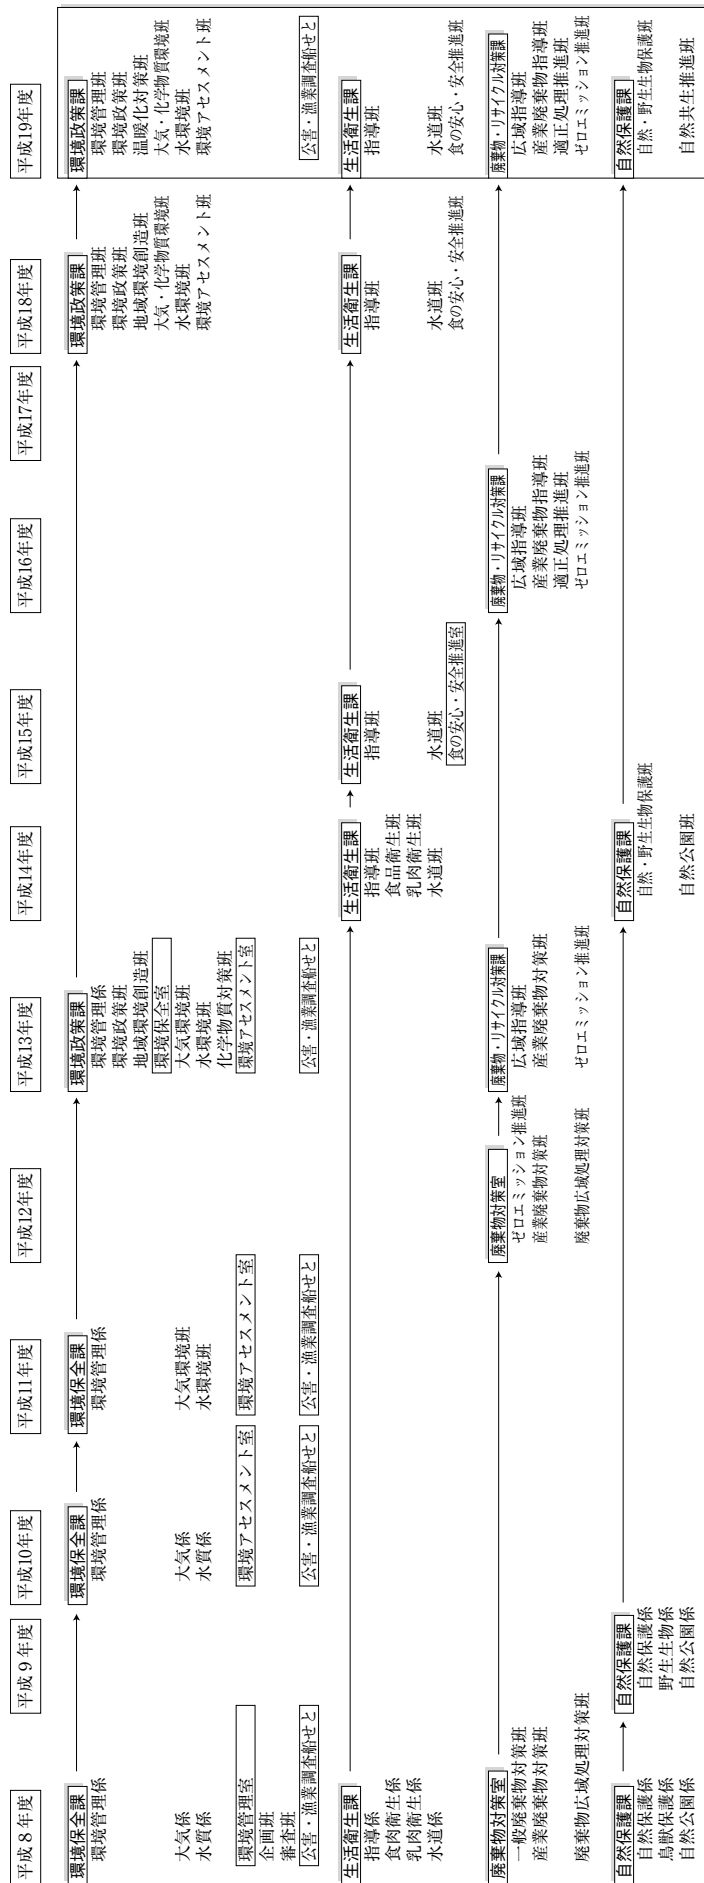 平成8年度
平成9年度
平成10年度
平成11年度
平成12年度
平成13年度
平成14年度
平成15年度
平成16年度
平成17年度
平成18年度
平成19年度
環境保全課
環境管理係
大気係
水質係
環境管理室
企画班
審査班
公害・漁業調査船せと
環境保全課
環境管理係
大気係
水質係
環境アセスメント室
公害・漁業調査船せと
環境保全課
環境管理係
大気環境班
水環境班
環境アセスメント室
公害・漁業調査船せと
環境政策課
環境管理係
環境政策班
地域環境創造班
環境保全室
大気環境班
水環境班
化学物質対策班
環境アセスメント室
公害・漁業調査船せと
環境政策課
環境管理班
環境政策班
地域環境創造班
大気・化学物質環境班
水環境班
環境アセスメント班
環境政策課
環境管理班
環境政策班
温暖化対策班
大気・化学物質環境班
水環境班
環境アセスメント班
公害・漁業調査船せと
生活衛生課
指導係
食肉衛生係
乳肉衛生係
水道係
生活衛生課
指導班
食品衛生班
乳肉衛生班
水道班
生活衛生課
指導班
水道班
食の安心・安全推進室
生活衛生課
指導班
水道班
食の安心・安全推進班
生活衛生課
指導班
水道班
食の安心・安全推進班
廃棄物対策室
一般廃棄物対策班
産業廃棄物対策班
廃棄物広域処理対策班
廃棄物対策室
ゼロエミッション推進班
産業廃棄物対策班
廃棄物広域処理対策班
廃棄物・リサイクル対策課
広域指導班
産業廃棄物対策班
ゼロエミッション推進班
廃棄物・リサイクル対策課
広域指導班
産業廃棄物指導班
適正処理推進班
ゼロエミッション推進班
廃棄物・リサイクル対策課
広域指導班
産業廃棄物指導班
適正処理推進班
ゼロエミッション推進班
自然保護課
自然保護係
鳥獣保護係
自然公園係
自然保護課
自然保護係
野生生物係
自然公園係
自然保護課
自然・野生生物保護班
自然公園班
自然保護課
自然・野生生物保護班
自然共生推進班